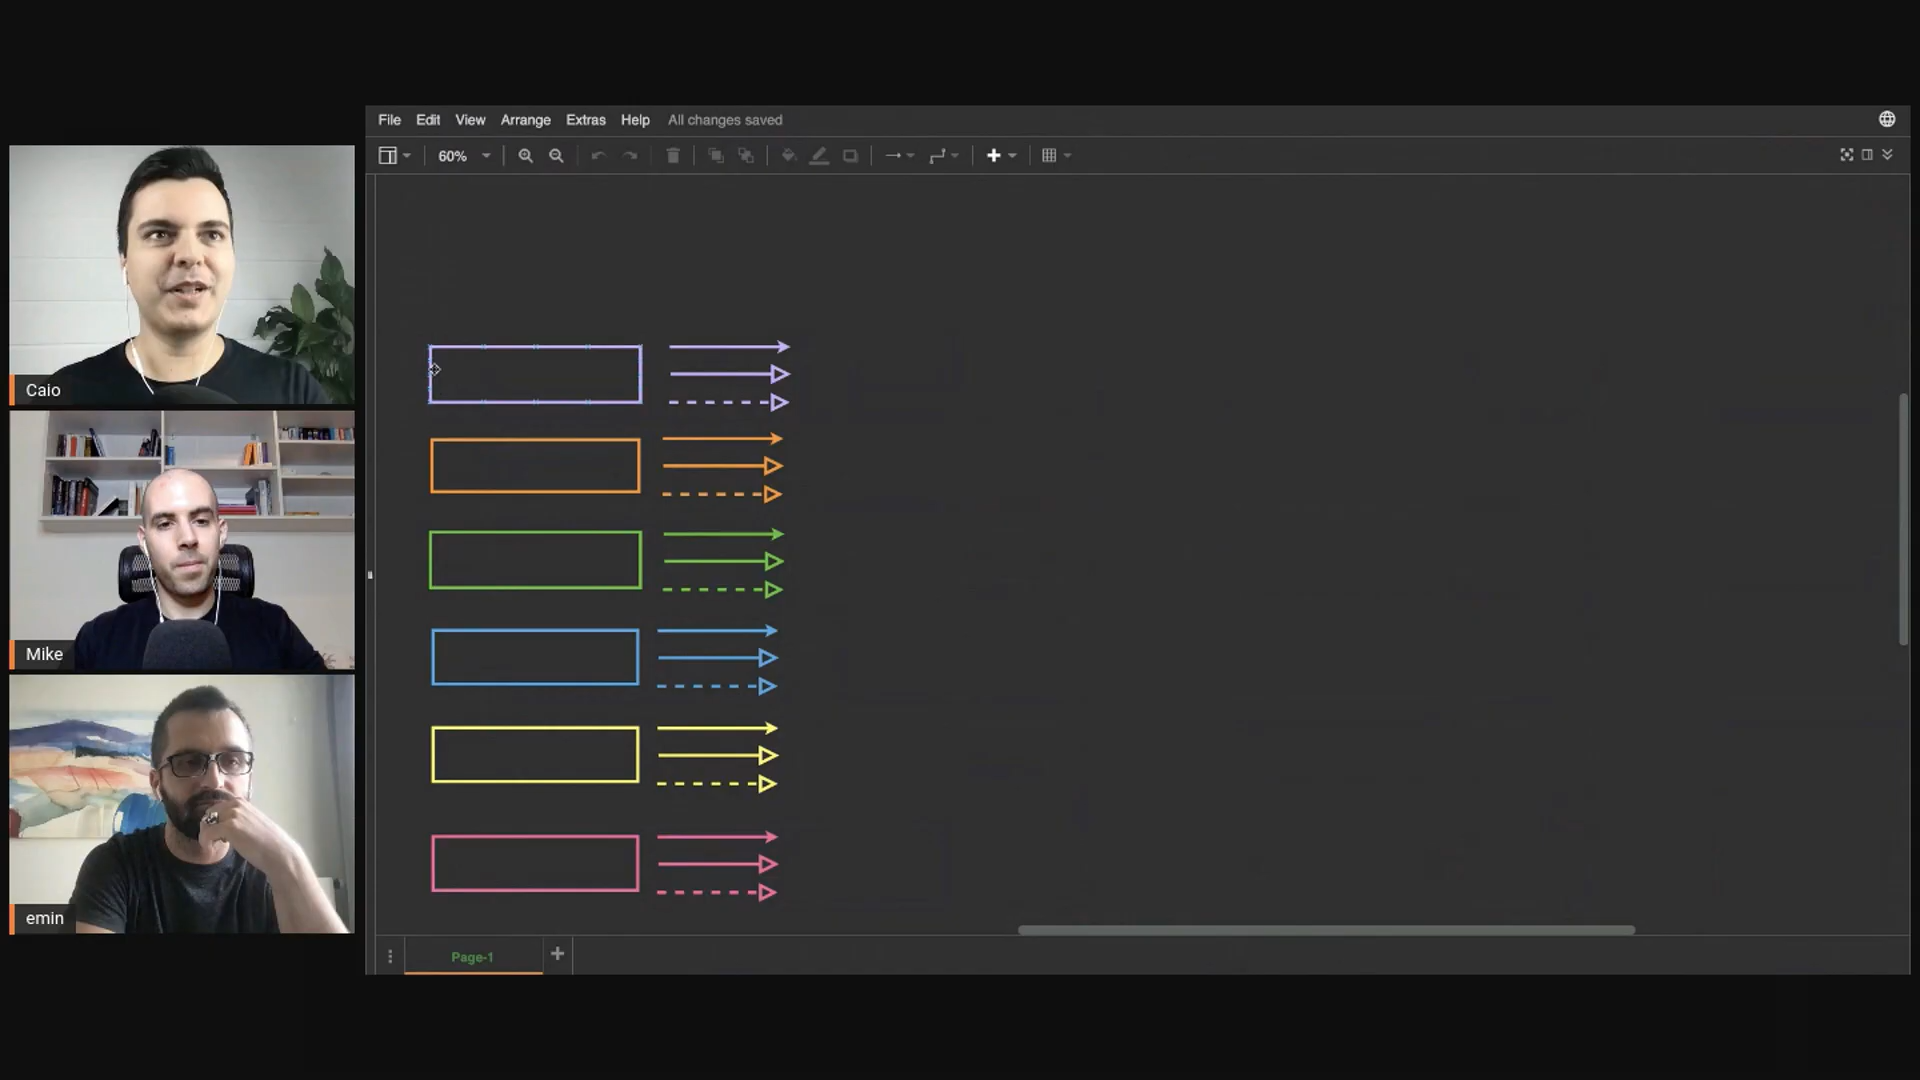 File Edit View Arrange Extras Help All changes saved
60%
Caio
Mike
emin
Page-1